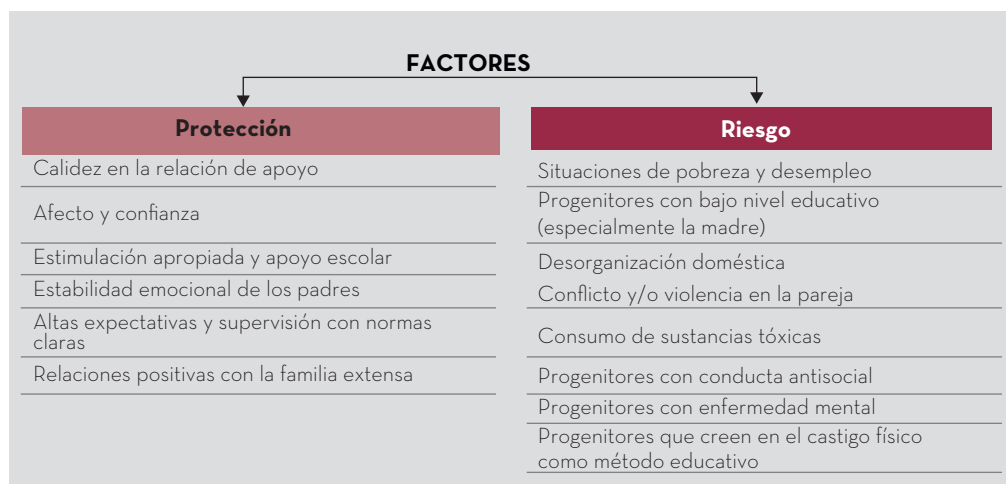 FACTORES
Protección
Calidez en la relación de apoyo
Afecto y confianza
Estimulación apropiada y apoyo escolar
Estabilidad emocional de los padres
Altas expectativas y supervisión con normas
claras
Relaciones positivas con la familia extensa
Riesgo
Situaciones de pobreza y desempleo
Progenitores con bajo nivel educativo
(especialmente la madre)
Desorganización doméstica
Conflicto y/o violencia en la pareja
Consumo de sustancias tóxicas
Progenitores con conducta antisocial
Progenitores con enfermedad mental
Progenitores que creen en el castigo físico
como método educativo